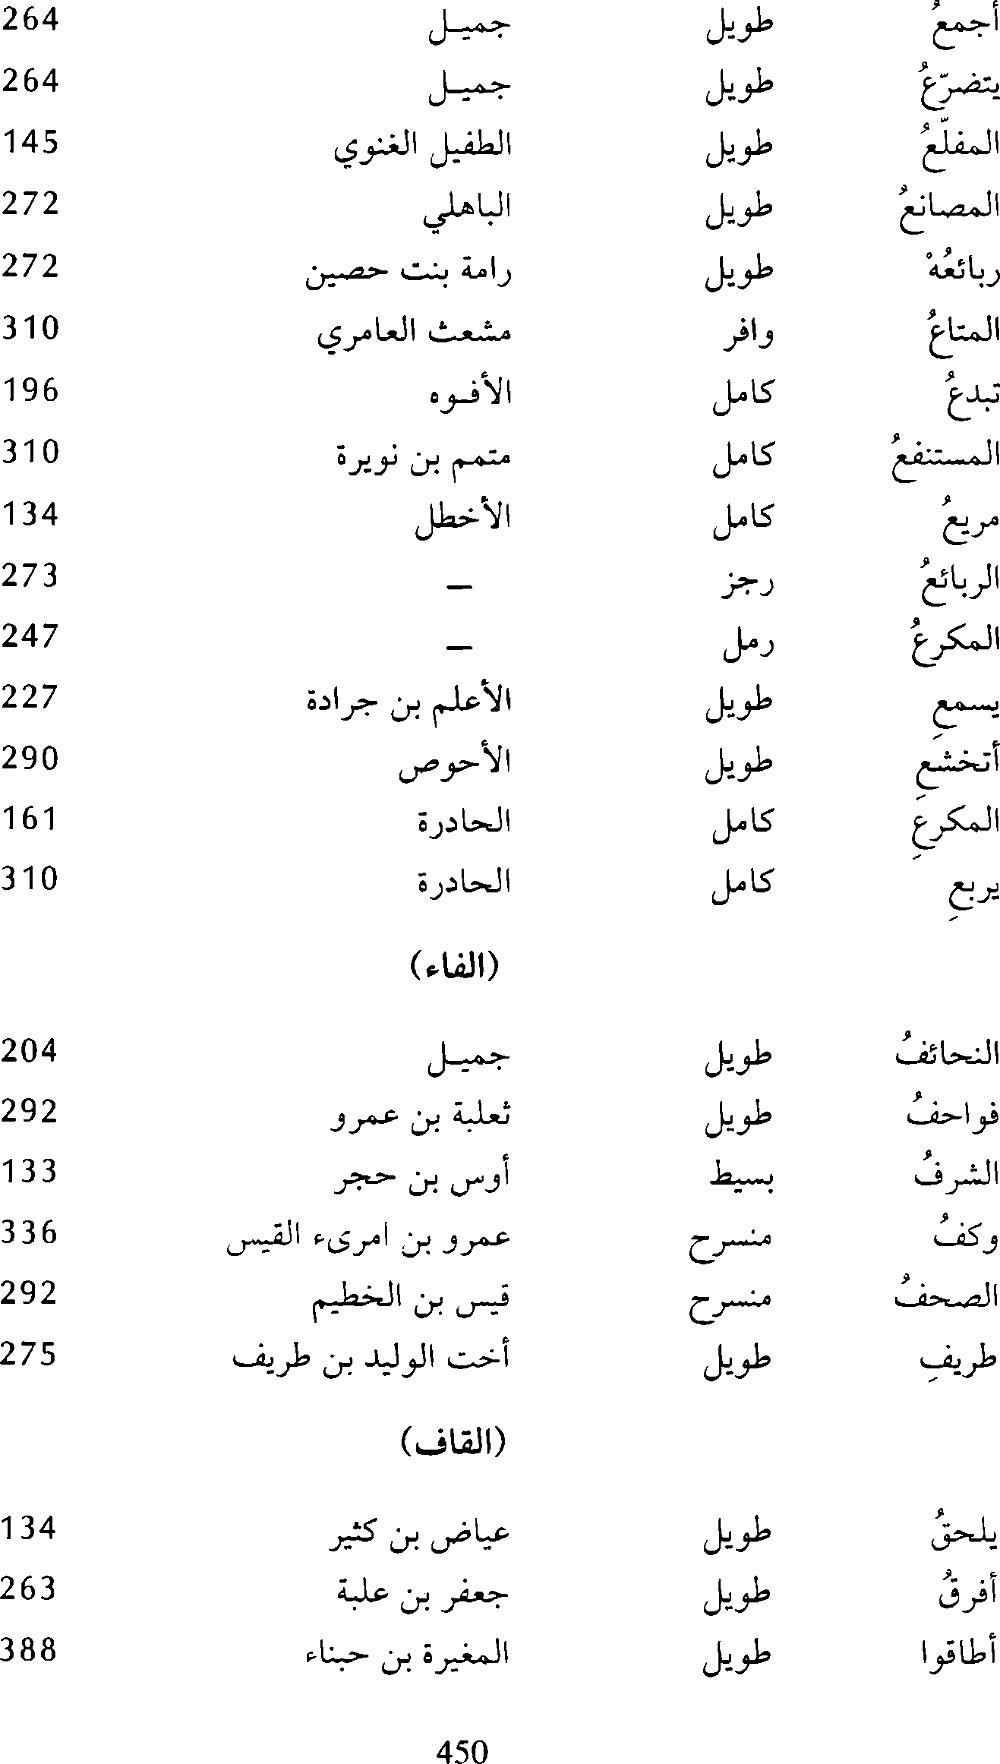 أجمعُ طويل جميـل 264
يتضرّعُ طويل جميـل 264
المفلّعُ طويل الطفيل الغنوي 145
المصانعُ طويل الباهلي 272
ربائعُهْ طويل رامة بنت حصين 272
المتاعُ وافر مشعث العامري 310
تبدعُ كامل الأفـوه 196
المستنفعُ كامل متمم بن نويرة 310
مريعُ كامل الأخطل 134
الربائعُ رجز – 273
المكرعُ رمل – 247
يسمعِ طويل الأعلم بن جرادة 227
أتخشعِ طويل الأحوص 290
المكرعِ كامل الحادرة 161
يربعِ كامل الحادرة 310
(الفاء)
النحائفُ طويل جميـل 204
فواحفُ طويل ثعلبة بن عمرو 292
الشرفُ بسيط أوس بن حجر 133
وكفُ منسرح عمرو بن امرىء القيس 336
الصحفُ منسرح قيس بن الخطيم 292
طريفِ طويل أخت الوليد بن طريف 275
(القاف)
يلحقُ طويل عياض بن كثير 134
أفرقُ طويل جعفر بن علبة 263
أطاقوا طويل المغيرة بن حبناء 388
450